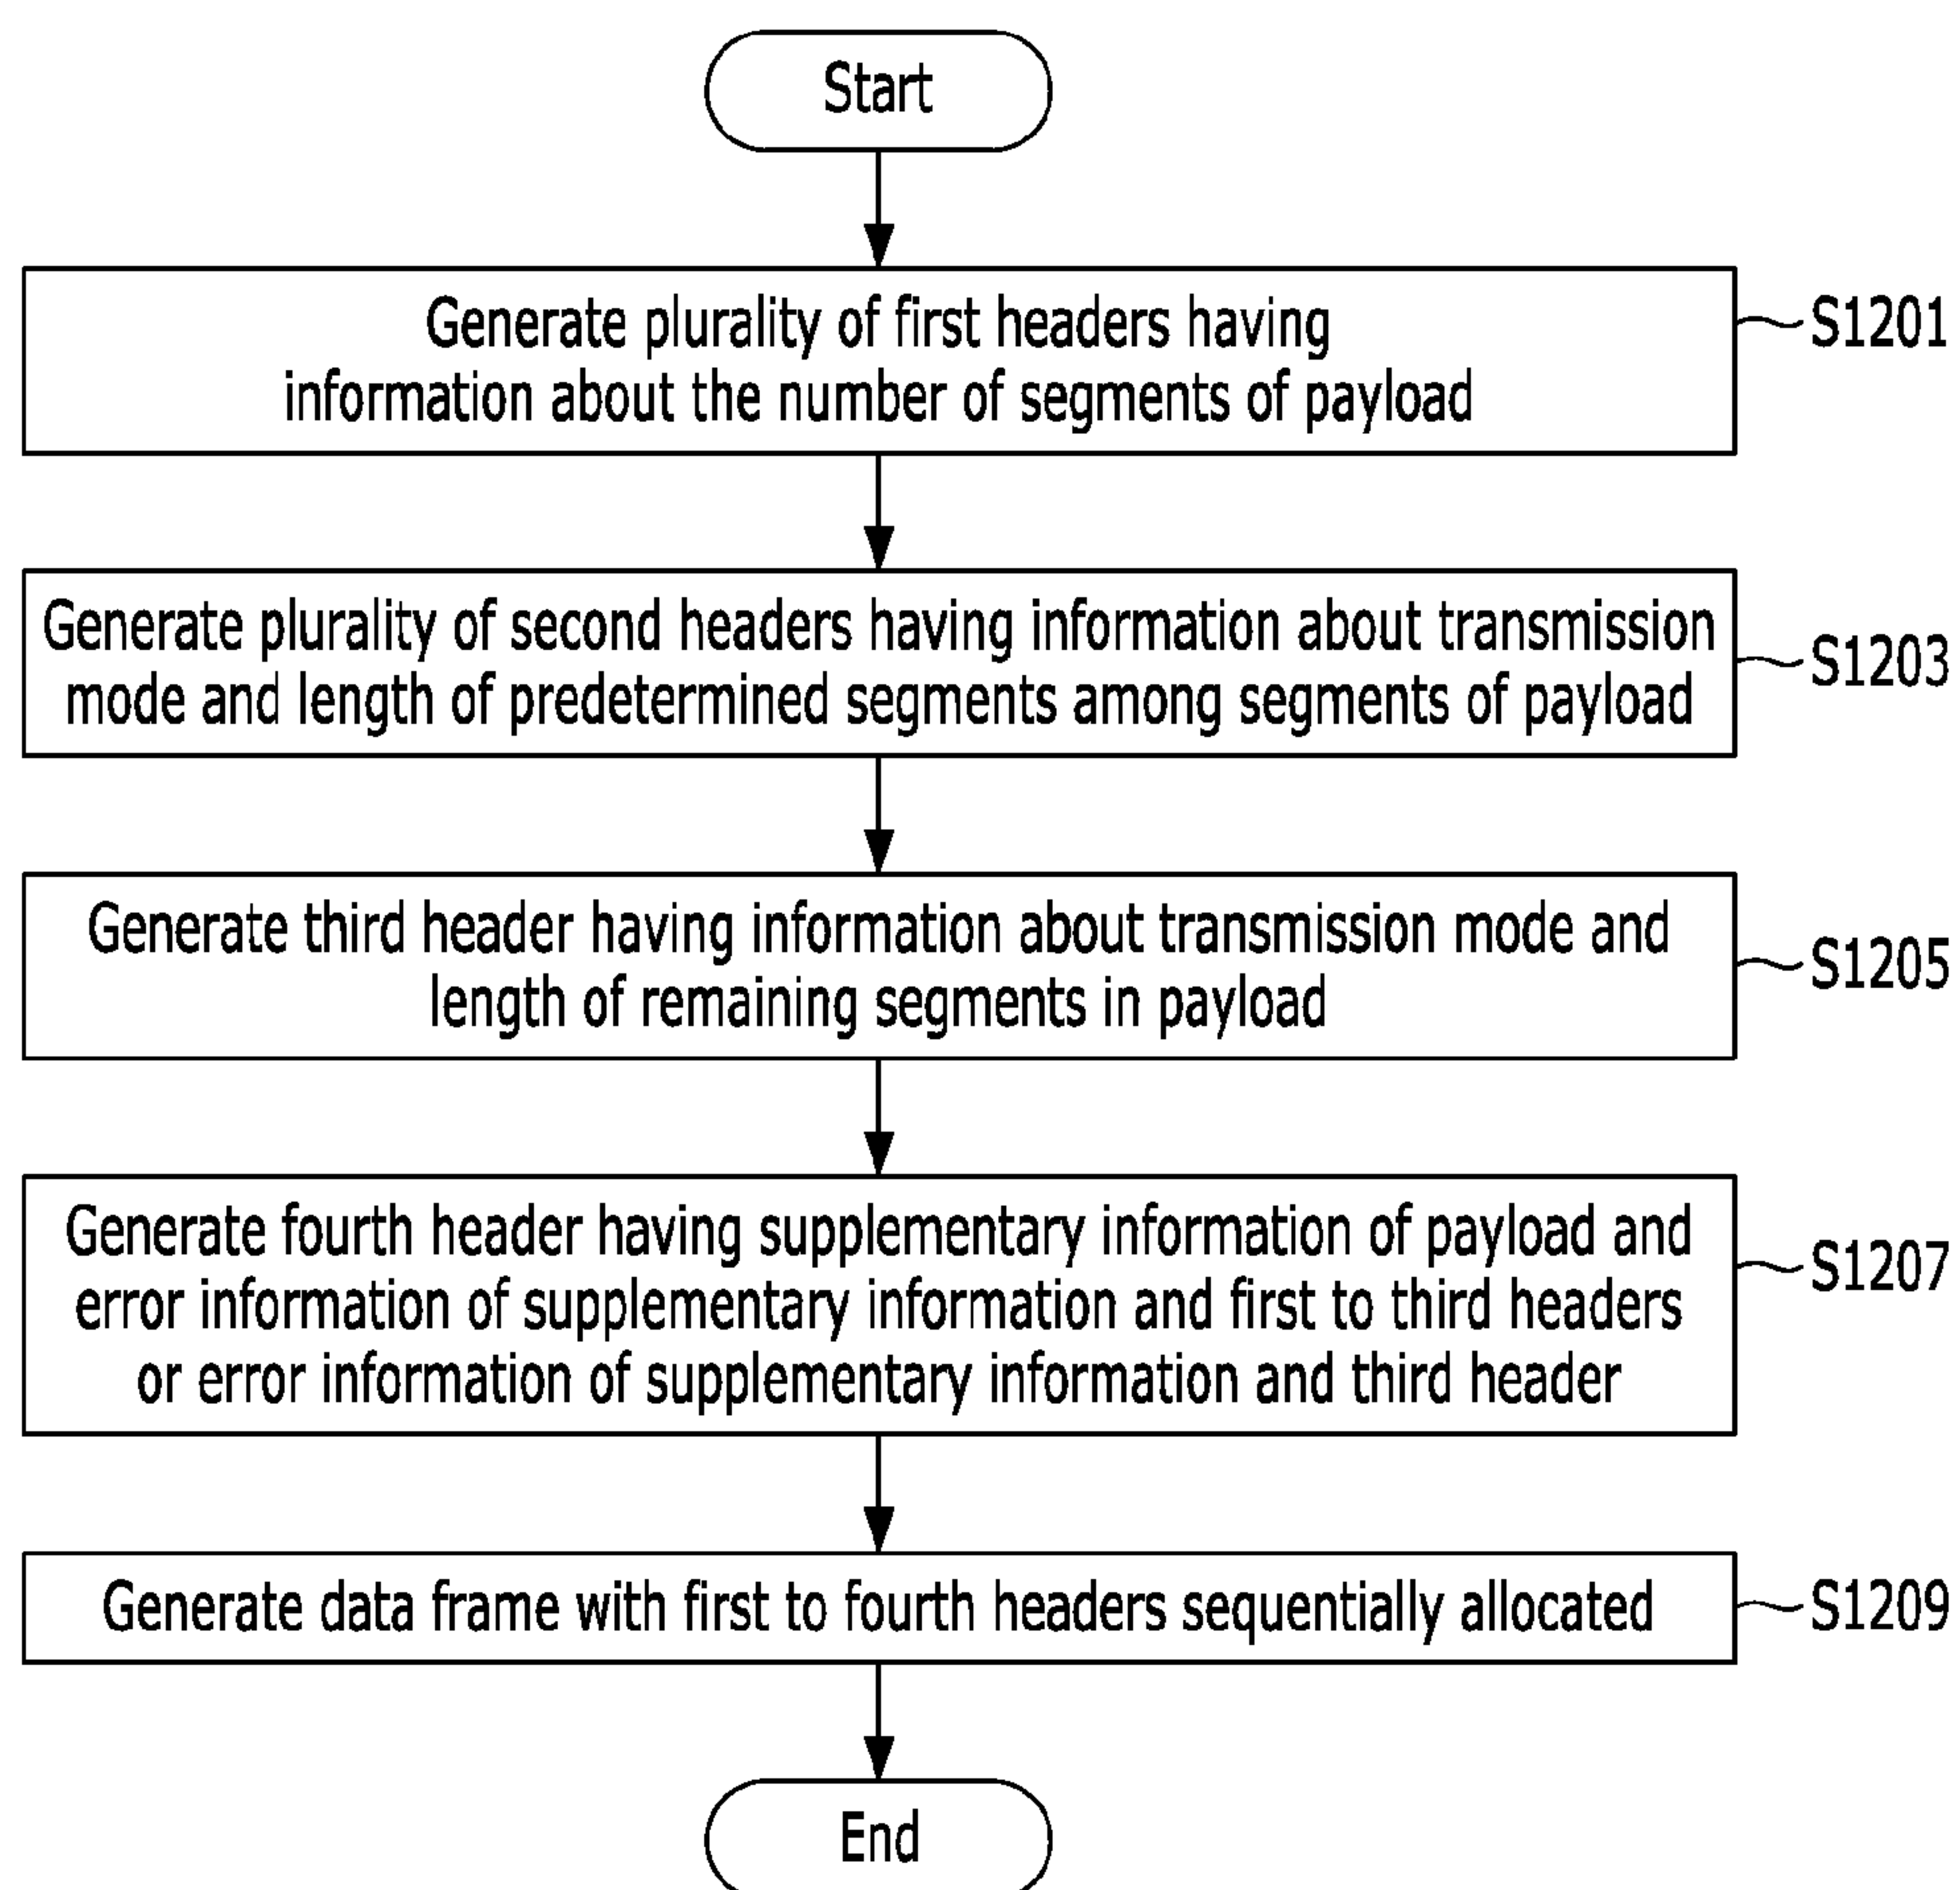 Start
Generate plurality of first headers having
information about the number of segments of payload
S1201
Generate plurality of second headers having information about transmission
mode and length of predetermined segments among segments of payload
S1203
Generate third header having information about transmission mode and
length of remaining segments in payload
S1205
Generate fourth header having supplementary information of payload and
error information of supplementary information and first to third headers
or error information of supplementary information and third header
S1207
Generate data frame with first to fourth headers sequentially allocated
S1209
End